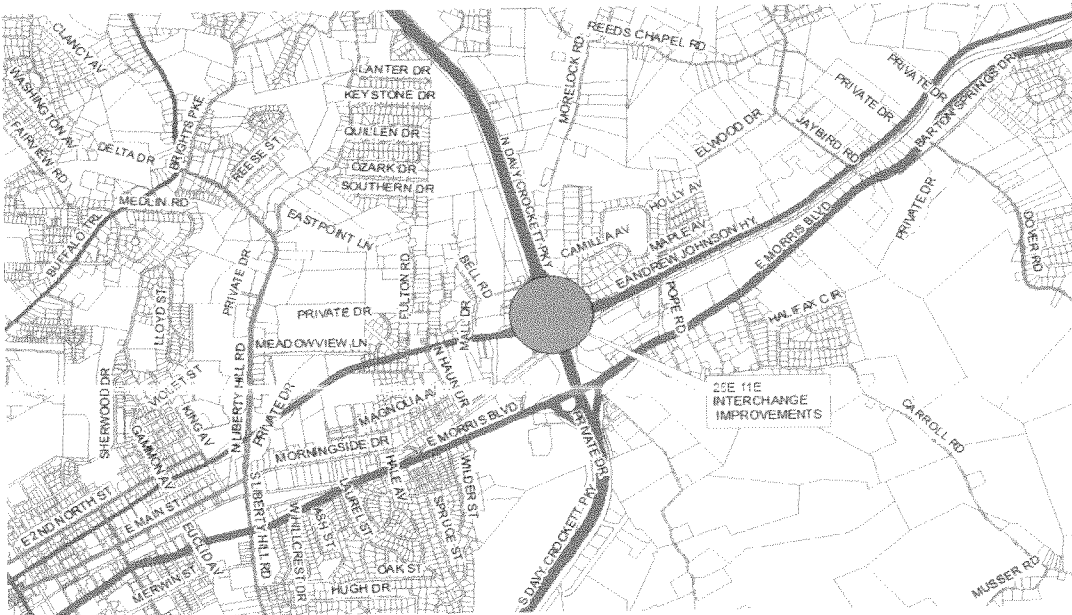 CLANCY AV
WASHINGTON AV
FAIRVIEW RD
DELTA DR
BRIGHTS PKE
REESE ST
MEDLIN RD
BUFFALO TRL
LANTER DR
KEYSTONE DR
QUILLEN DR
OZARK DR
SOUTHERN DR
EASTPOINT LN
N DAVY CROCKETT PKY
MORELOCK RD
REEDS CHAPEL RD
ELWOOD DR
PRIVATE DR
PRIVATE DR
JAYBIRD RD
BARTON SPRINGS DR
PRIVATE DR
DOVER RD
HOLLY AV
CAMILLA AV
MAPLE AV
E ANDREW JOHNSON HY
E MORRIS BLVD
POPE RD
HALIFAX CIR
BELL RD
FULTON RD
MALL DR
PRIVATE DR
PRIVATE DR
MEADOWVIEW LN
N HAUN DR
LLOYD ST
VIOLET ST
SHERWOOD DR
KING AV
GAMMON AV
N LIBERTY HILL RD
PRIVATE DR
MAGNOLIA AV
MORNINGSIDE DR
E MORRIS BLVD
PRIVATE DR
25E 11E
INTERCHANGE
IMPROVEMENTS
CARROLL RD
MUSSER RD
E 2ND NORTH ST
E MAIN ST
EUCLID AV
MERWIN ST
S LIBERTY HILL RD
W HILLCREST DR
ASH ST
LAUREL ST
HALE AV
SPRUCE ST
WILDER ST
OAK ST
HUGH DR
S DAVY CROCKETT PKY